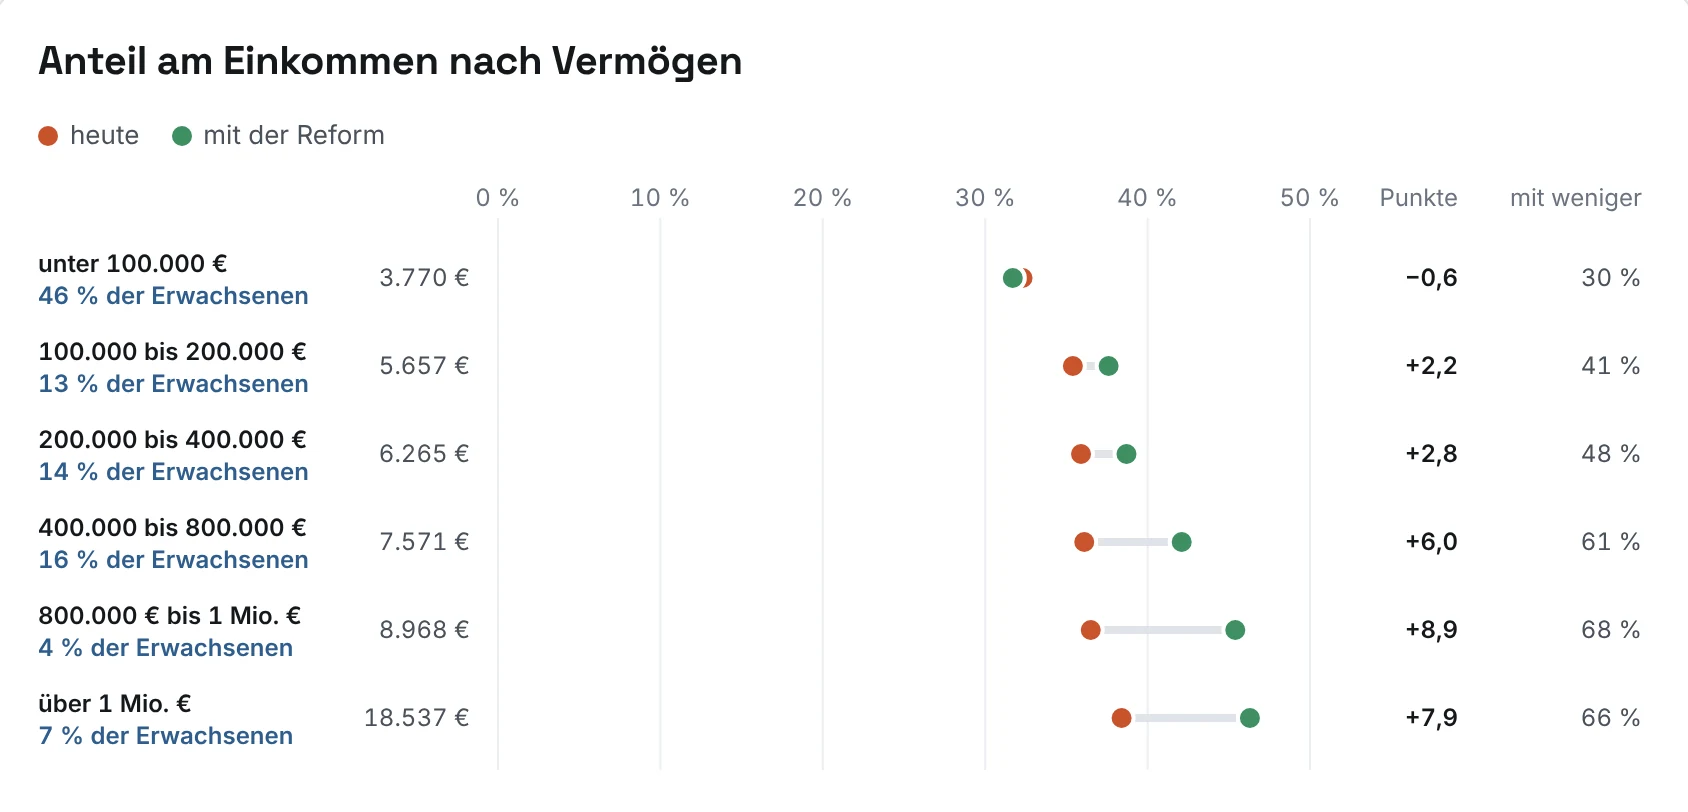 Anteil am Einkommen nach Vermögen
heute mit der Reform
0 % 10 % 20 % 30 % 40 % 50 % Punkte mit weniger
unter 100.000 €
46 % der Erwachsenen
3.770 € −0,6 30 %
100.000 bis 200.000 €
13 % der Erwachsenen
5.657 € +2,2 41 %
200.000 bis 400.000 €
14 % der Erwachsenen
6.265 € +2,8 48 %
400.000 bis 800.000 €
16 % der Erwachsenen
7.571 € +6,0 61 %
800.000 € bis 1 Mio. €
4 % der Erwachsenen
8.968 € +8,9 68 %
über 1 Mio. €
7 % der Erwachsenen
18.537 € +7,9 66 %